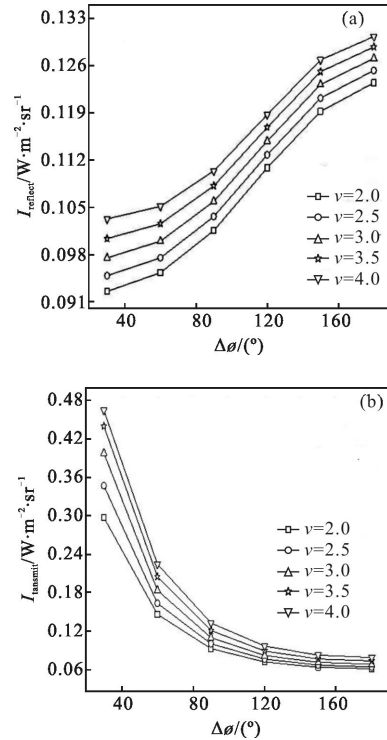 (a)
0.133
0.126
0.119
0.112
0.105
0.098
0.091
I_reflect/W·m⁻²·sr⁻¹
v=2.0
v=2.5
v=3.0
v=3.5
v=4.0
40 80 120 160
Δø/(°)
(b)
0.48
0.42
0.36
0.30
0.24
0.18
0.12
0.06
I_tansmit/W·m⁻²·sr⁻¹
v=2.0
v=2.5
v=3.0
v=3.5
v=4.0
40 80 120 160
Δø/(°)